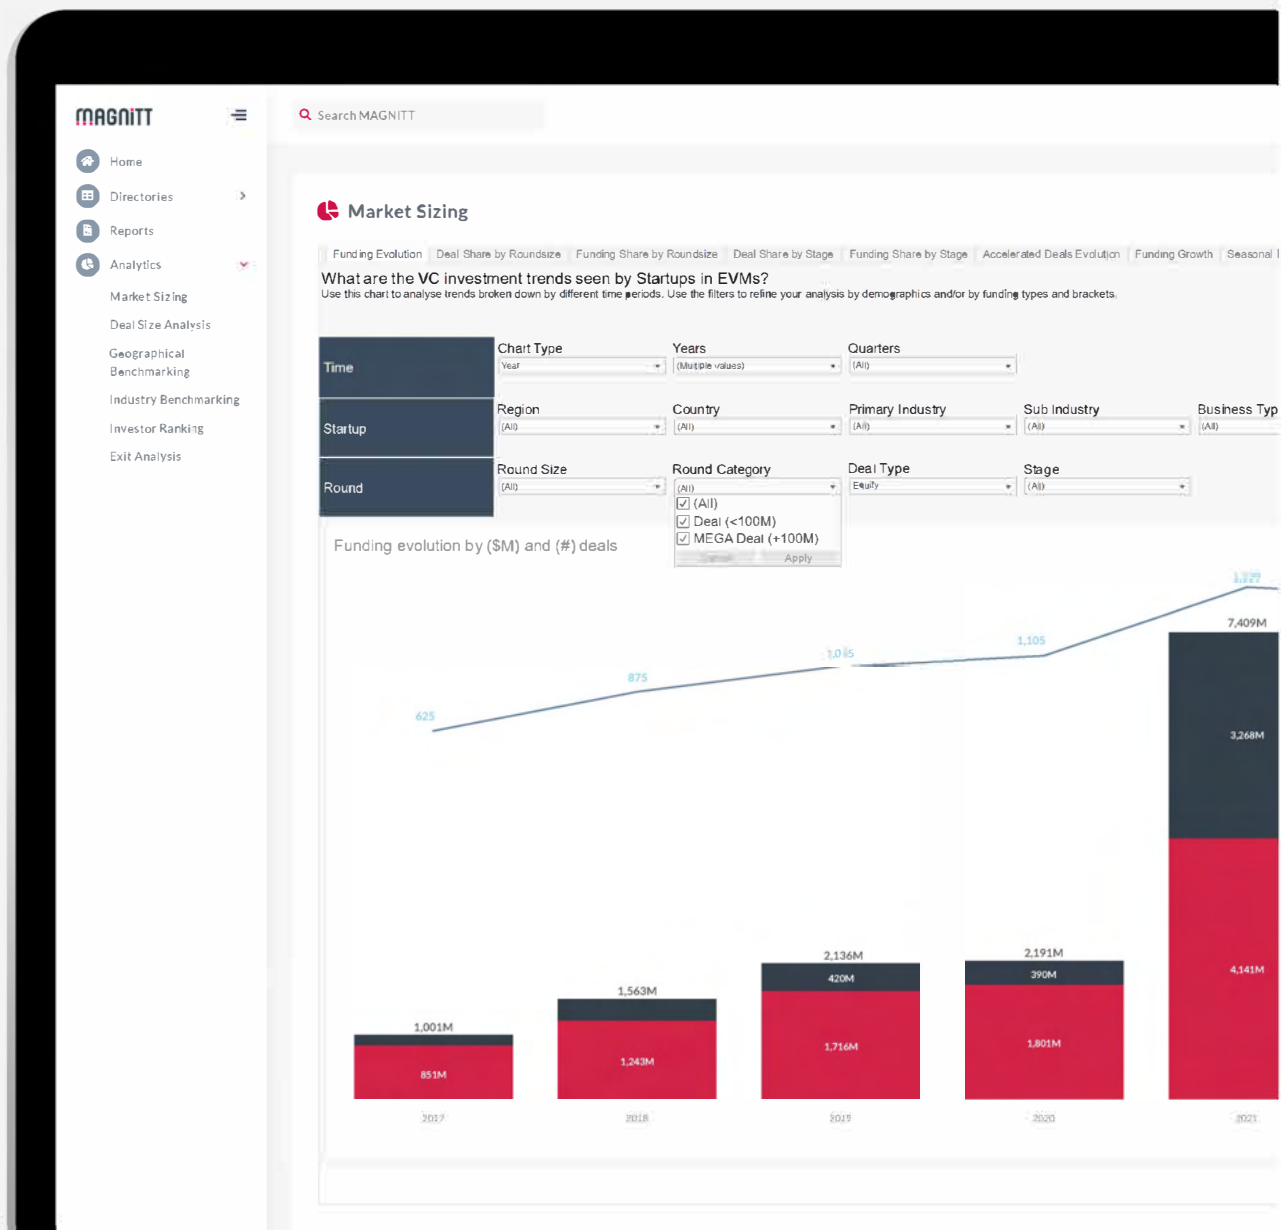 MAGNiTT
Search MAGNITT
Home
Directories
Reports
Analytics
Market Sizing
Deal Size Analysis
Geographical
Benchmarking
Industry Benchmarking
Investor Ranking
Exit Analysis
Market Sizing
Funding Evolution Deal Share by Roundsize Funding Share by Roundsize Deal Share by Stage Funding Share by Stage Accelerated Deals Evolution Funding Growth Seasonal
What are the VC investment trends seen by Startups in EVMs?
Use this chart to analyse trends broken down by different time periods. Use the filters to refine your analysis by demographics and/or by funding types and brackets.
Time
Chart Type Years Quarters
Year (Multiple values) (All)
Startup
Region Country Primary Industry Sub Industry Business Typ
(All) (All) (All) (All) (All)
Round
Round Size Round Category Deal Type Stage
(All) (All) Equity (All)
(All)
Deal (<100M)
MEGA Deal (+100M)
Cancel Apply
Funding evolution by ($M) and (#) deals
625 875 1,105
1,001M 1,563M 2,136M 2,191M 7,409M
420M 390M 3,268M
851M 1,243M 1,716M 1,801M 4,141M
2017 2018 2019 2020 2021